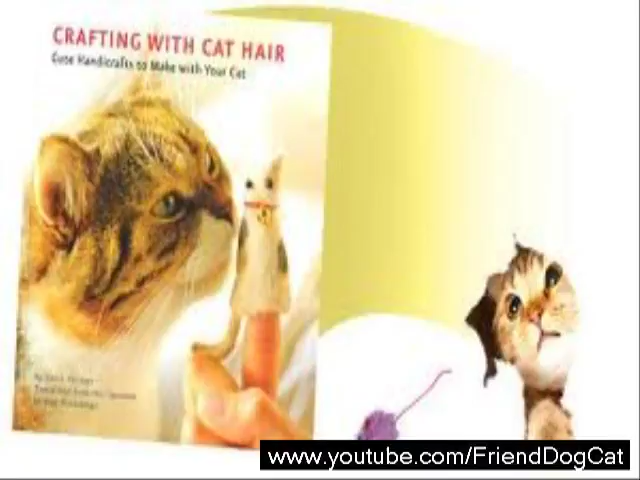 CRAFTING WITH CAT HAIR
Cute Handicrafts to Make with Your Cat
www.youtube.com/FriendDogCat